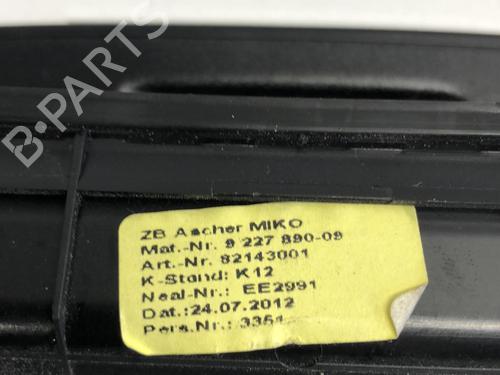 B-PARTS
ZB Ascher MIKO
Mat.-Nr. 9 227 890-09
Art.-Nr. 82143001
K-Stand: K12
Neal-Nr.: EE2991
Dat.:24.07.2012
Pers.Nr.: 3351